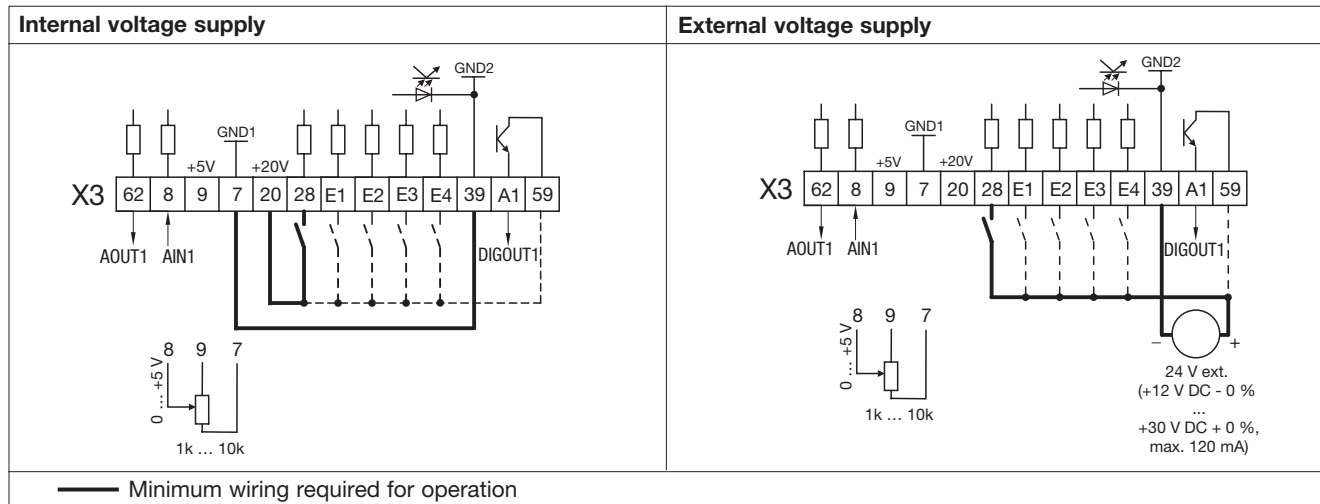 Internal voltage supply
GND2
GND1
+5V
+20V
X3 62 8 9 7 20 28 E1 E2 E3 E4 39 A1 59
AOUT1 AIN1
DIGOUT1
8 9 7
0 ... +5 V
1k ... 10k
External voltage supply
GND2
GND1
+5V
+20V
X3 62 8 9 7 20 28 E1 E2 E3 E4 39 A1 59
AOUT1 AIN1
DIGOUT1
8 9 7
0 ... +5 V
1k ... 10k
− +
24 V ext.
(+12 V DC - 0 %
...
+30 V DC + 0 %,
max. 120 mA)
Minimum wiring required for operation